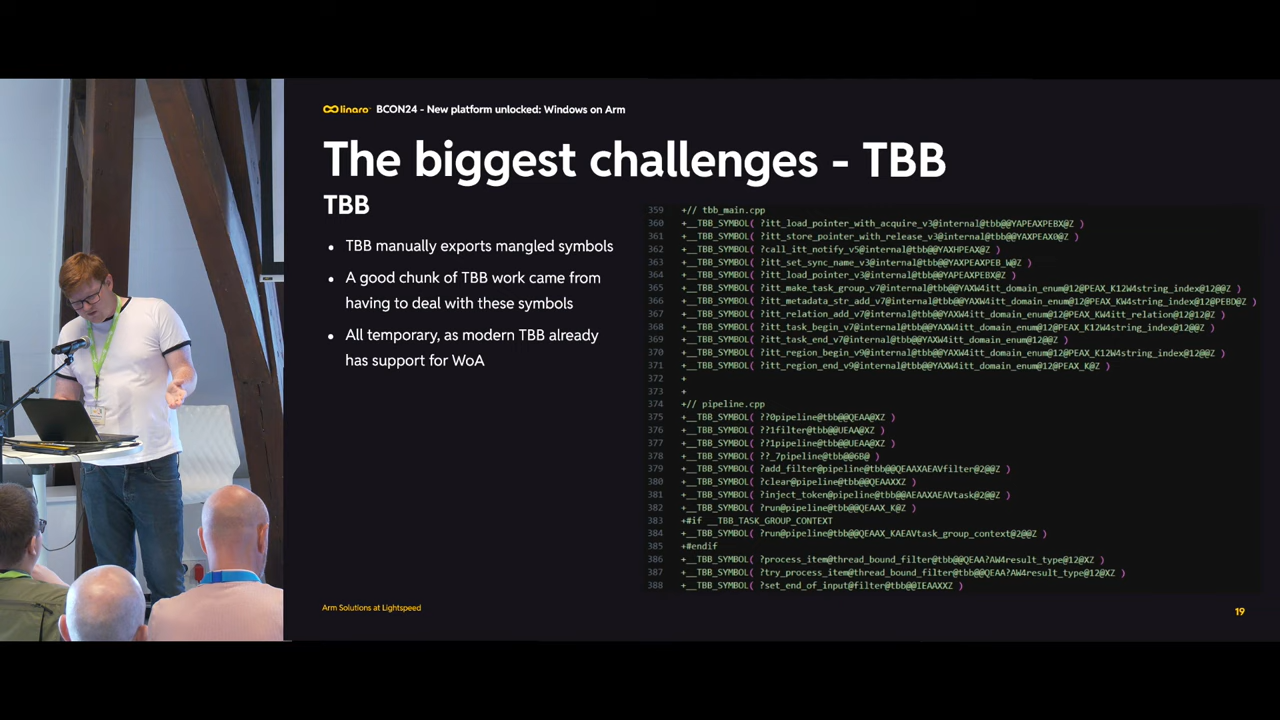 linaro BCON24 - New platform unlocked: Windows on Arm
The biggest challenges - TBB
TBB
• TBB manually exports mangled symbols
• A good chunk of TBB work came from
having to deal with these symbols
• All temporary, as modern TBB already
has support for WoA
359 +// tbb_main.cpp
360 +__TBB_SYMBOL( ?itt_load_pointer_with_acquire_v3@internal@tbb@@YAPEAXPEBX@Z )
361 +__TBB_SYMBOL( ?itt_store_pointer_with_release_v3@internal@tbb@@YAXPEAX0@Z )
362 +__TBB_SYMBOL( ?call_itt_notify_v5@internal@tbb@@YAXHPEAX@Z )
363 +__TBB_SYMBOL( ?itt_set_sync_name_v3@internal@tbb@@YAXPEAXPEB_W@Z )
364 +__TBB_SYMBOL( ?itt_load_pointer_v3@internal@tbb@@YAPEAXPEBX@Z )
365 +__TBB_SYMBOL( ?itt_make_task_group_v7@internal@tbb@@YAXW4itt_domain_enum@12@PEAX_K12W4string_index@12@@Z )
366 +__TBB_SYMBOL( ?itt_metadata_str_add_v7@internal@tbb@@YAXW4itt_domain_enum@12@PEAX_KW4string_index@12@PEBD@Z )
367 +__TBB_SYMBOL( ?itt_relation_add_v7@internal@tbb@@YAXW4itt_domain_enum@12@PEAX_KW4itt_relation@12@12@Z )
368 +__TBB_SYMBOL( ?itt_task_begin_v7@internal@tbb@@YAXW4itt_domain_enum@12@PEAX_K12W4string_index@12@@Z )
369 +__TBB_SYMBOL( ?itt_task_end_v7@internal@tbb@@YAXW4itt_domain_enum@12@@Z )
370 +__TBB_SYMBOL( ?itt_region_begin_v9@internal@tbb@@YAXW4itt_domain_enum@12@PEAX_K12W4string_index@12@@Z )
371 +__TBB_SYMBOL( ?itt_region_end_v9@internal@tbb@@YAXW4itt_domain_enum@12@PEAX_K@Z )
372 +
373 +
374 +// pipeline.cpp
375 +__TBB_SYMBOL( ??0pipeline@tbb@@QEAA@XZ )
376 +__TBB_SYMBOL( ??1filter@tbb@@UEAA@XZ )
377 +__TBB_SYMBOL( ??1pipeline@tbb@@UEAA@XZ )
378 +__TBB_SYMBOL( ??_7pipeline@tbb@@6B@ )
379 +__TBB_SYMBOL( ?add_filter@pipeline@tbb@@QEAAXAEAVfilter@2@@Z )
380 +__TBB_SYMBOL( ?clear@pipeline@tbb@@QEAAXXZ )
381 +__TBB_SYMBOL( ?inject_token@pipeline@tbb@@AEAAXAEAVtask@2@@Z )
382 +__TBB_SYMBOL( ?run@pipeline@tbb@@QEAAX_K@Z )
383 +#if __TBB_TASK_GROUP_CONTEXT
384 +__TBB_SYMBOL( ?run@pipeline@tbb@@QEAAX_KAEAVtask_group_context@2@@Z )
385 +#endif
386 +__TBB_SYMBOL( ?process_item@thread_bound_filter@tbb@@QEAA?AW4result_type@12@XZ )
387 +__TBB_SYMBOL( ?try_process_item@thread_bound_filter@tbb@@QEAA?AW4result_type@12@XZ )
388 +__TBB_SYMBOL( ?set_end_of_input@filter@tbb@@IEAAXXZ )
Arm Solutions at Lightspeed
19